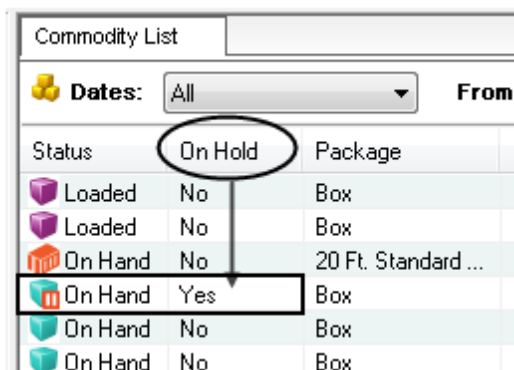 Commodity List
Dates: All From
Status On Hold Package
Loaded No Box
Loaded No Box
On Hand No 20 Ft. Standard ...
On Hand Yes Box
On Hand No Box
On Hand No Box